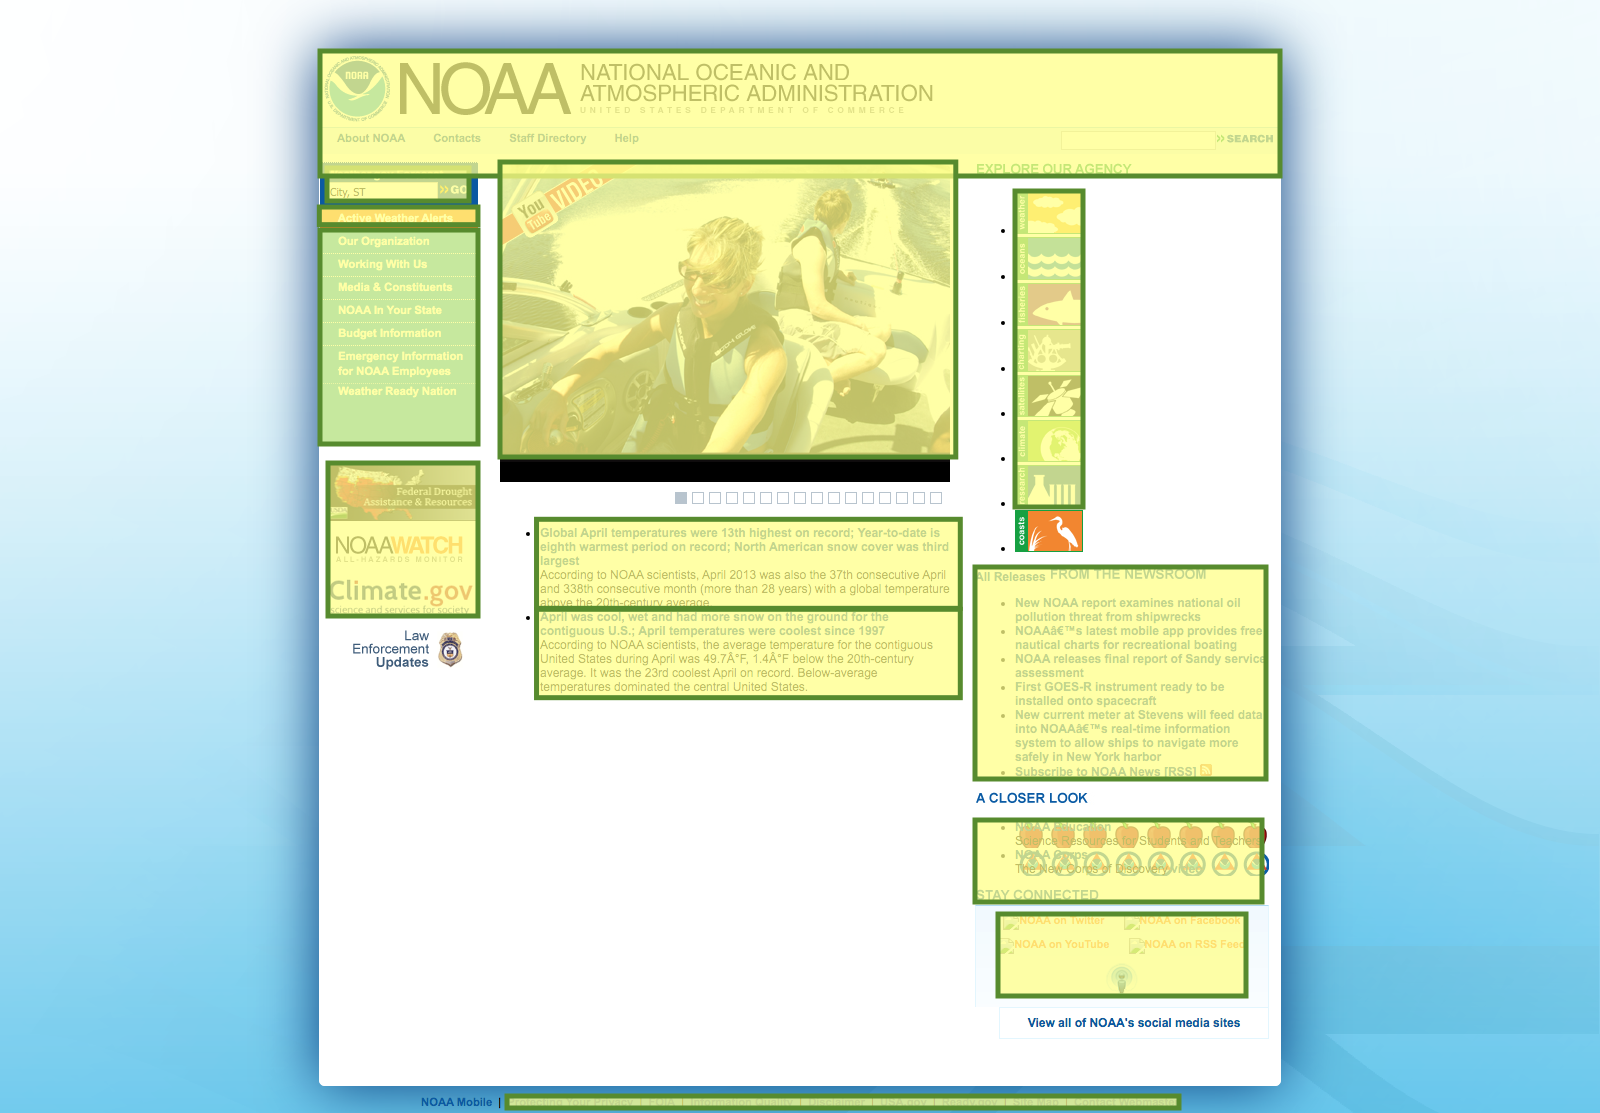 NOAA
NOAA NATIONAL OCEANIC AND
ATMOSPHERIC ADMINISTRATION
UNITED STATES DEPARTMENT OF COMMERCE
About NOAA Contacts Staff Directory Help
SEARCH
City, ST
GO
Active Weather Alerts
Our Organization
Working With Us
Media & Constituents
NOAA In Your State
Budget Information
Emergency Information
for NOAA Employees
Weather Ready Nation
Federal Drought
Assistance & Resources
NOAAWATCH
ALL-HAZARDS MONITOR
Climate.gov
science and services for society
Law
Enforcement
Updates
You
Tube
VIDEO
Global April temperatures were 13th highest on record; Year-to-date is
eighth warmest period on record; North American snow cover was third
largest
According to NOAA scientists, April 2013 was also the 37th consecutive April
and 338th consecutive month (more than 28 years) with a global temperature
above the 20th-century average.
April was cool, wet and had more snow on the ground for the
contiguous U.S.; April temperatures were coolest since 1997
According to NOAA scientists, the average temperature for the contiguous
United States during April was 49.7Â°F, 1.4Â°F below the 20th-century
average. It was the 23rd coolest April on record. Below-average
temperatures dominated the central United States.
EXPLORE OUR AGENCY
weather
oceans
fisheries
charting
satellites
climate
research
coasts
All Releases FROM THE NEWSROOM
New NOAA report examines national oil
pollution threat from shipwrecks
NOAAâ€™s latest mobile app provides free
nautical charts for recreational boating
NOAA releases final report of Sandy service
assessment
First GOES-R instrument ready to be
installed onto spacecraft
New current meter at Stevens will feed data
into NOAAâ€™s real-time information
system to allow ships to navigate more
safely in New York harbor
Subscribe to NOAA News [RSS]
A CLOSER LOOK
NOAA Education
Science Resources for Students and Teachers
NOAA Corps
The New Corps of Discovery video
STAY CONNECTED
NOAA on Twitter NOAA on Facebook
NOAA on YouTube NOAA on RSS Feed
View all of NOAA's social media sites
NOAA Mobile |